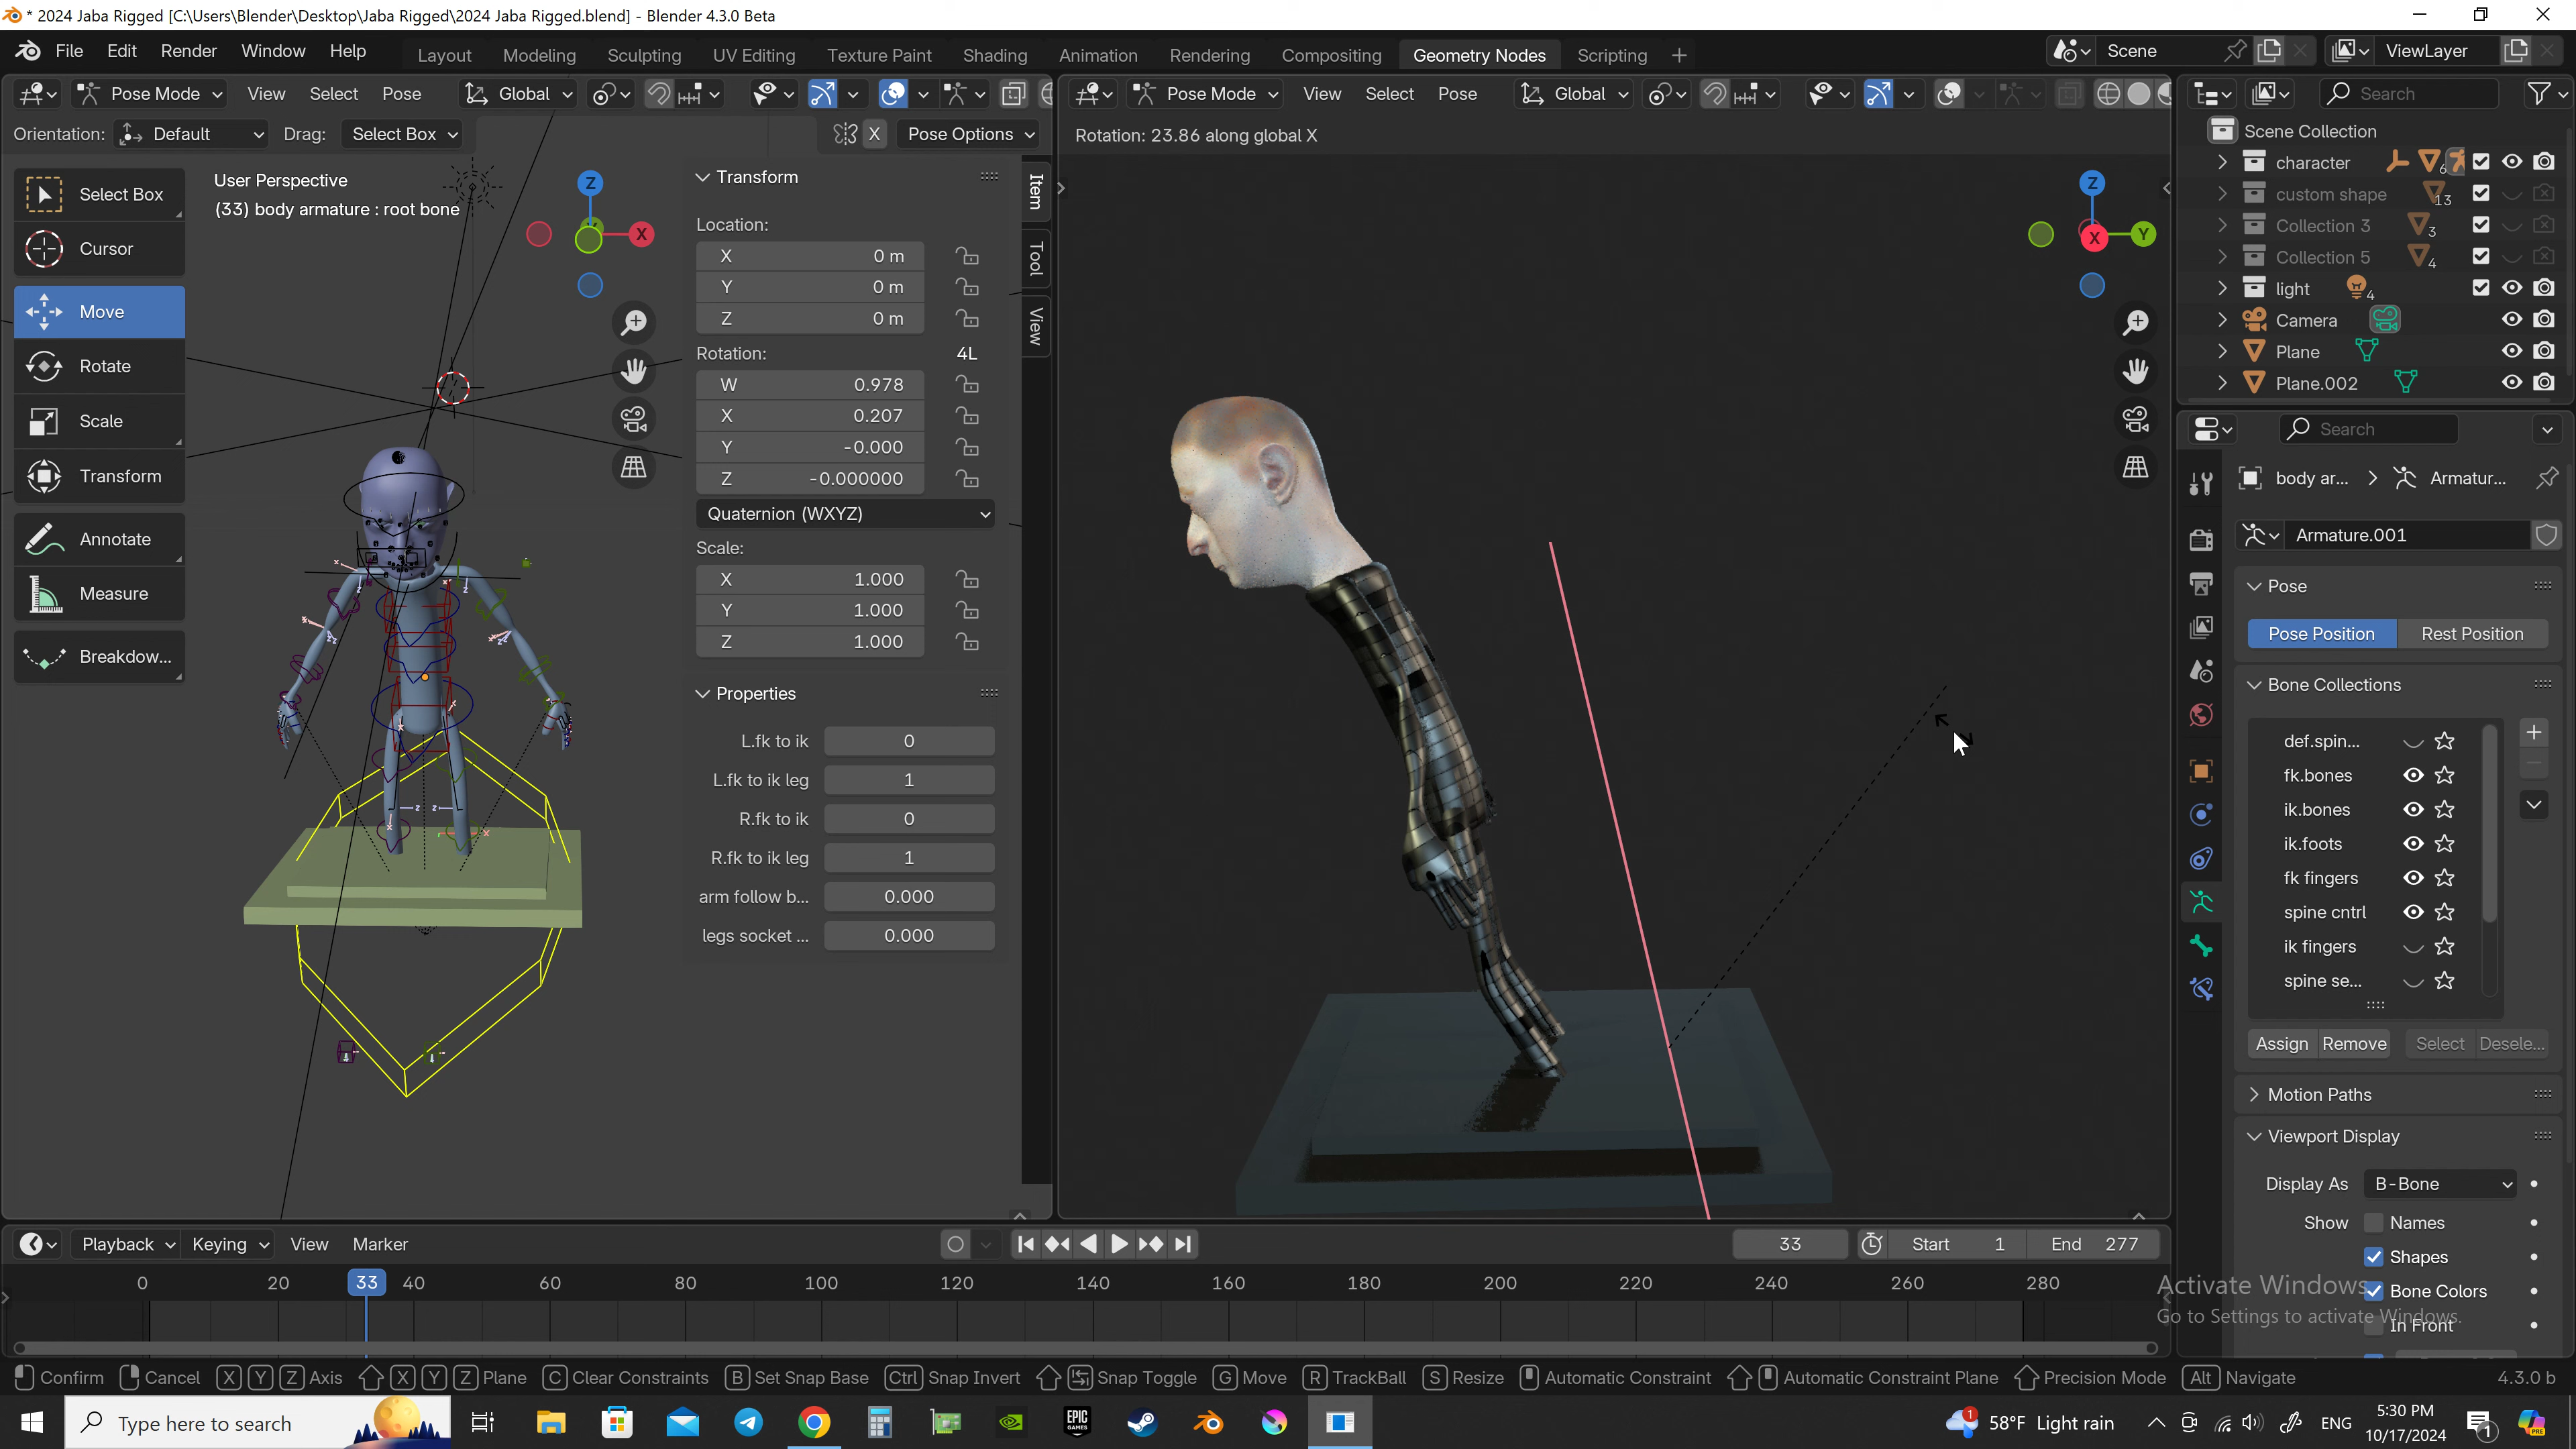 * 2024 Jaba Rigged [C:\Users\Blender\Desktop\Jaba Rigged\2024 Jaba Rigged.blend] - Blender 4.3.0 Beta
File Edit Render Window Help Layout Modeling Sculpting UV Editing Texture Paint Shading Animation Rendering Compositing Geometry Nodes Scripting + Scene ViewLayer
Pose Mode View Select Pose Global Pose Mode View Select Pose Global Search
Orientation: Default Drag: Select Box X Pose Options Rotation: 23.86 along global X
Scene Collection
character 6
custom shape 13
Collection 3 3
Collection 5 4
light 4
Camera
Plane
Plane.002
Select Box
Cursor
Move
Rotate
Scale
Transform
Annotate
Measure
Breakdow...
User Perspective
(33) body armature : root bone
Z
X
Item
Tool
View
Transform
Location:
X 0 m
Y 0 m
Z 0 m
Rotation: 4L
W 0.978
X 0.207
Y -0.000
Z -0.000000
Quaternion (WXYZ)
Scale:
X 1.000
Y 1.000
Z 1.000
Properties
L.fk to ik 0
L.fk to ik leg 1
R.fk to ik 0
R.fk to ik leg 1
arm follow b... 0.000
legs socket ... 0.000
Z
X Y
Search
body ar... Armatur...
Armature.001
Pose
Pose Position Rest Position
Bone Collections
def.spin...
fk.bones
ik.bones
ik.foots
fk fingers
spine cntrl
ik fingers
spine se...
Assign Remove Select Desele...
Motion Paths
Viewport Display
Display As B-Bone
Show Names
Shapes
Bone Colors
In Front
Activate Windows
Go to Settings to activate Windows.
Playback Keying View Marker 33 Start 1 End 277
0 20 33 40 60 80 100 120 140 160 180 200 220 240 260 280
Confirm Cancel X Y Z Axis X Y Z Plane C Clear Constraints B Set Snap Base Ctrl Snap Invert Snap Toggle G Move R TrackBall S Resize Automatic Constraint Automatic Constraint Plane Precision Mode Alt Navigate 4.3.0 b
Type here to search EPIC GAMES 1 58°F Light rain ENG 5:30 PM 1 PRE
10/17/2024